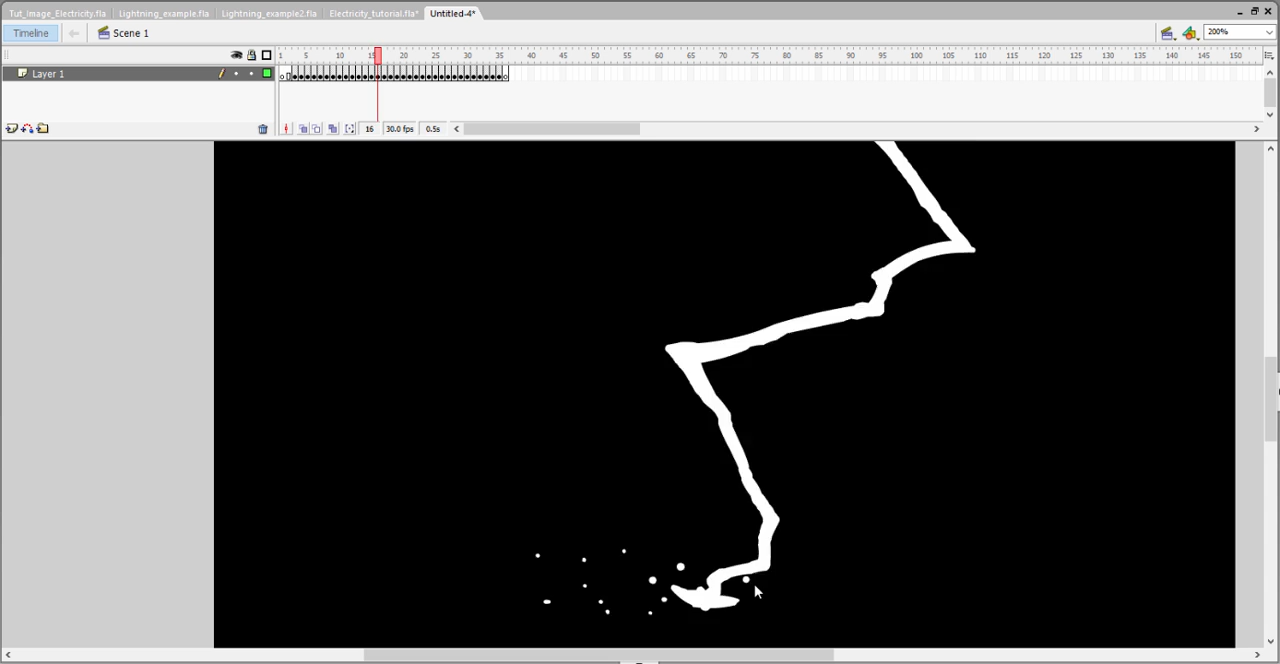 Tut_Image_Electricity.fla Lightning_example.fla Lightning_example2.fla Electricity_tutorial.fla* Untitled-4*
Timeline Scene 1 200%
1 5 10 15 20 25 30 35 40 45 50 55 60 65 70 75 80 85 90 95 100 105 110 115 120 125 130 135 140 145 150
Layer 1
16 30.0 fps 0.5s